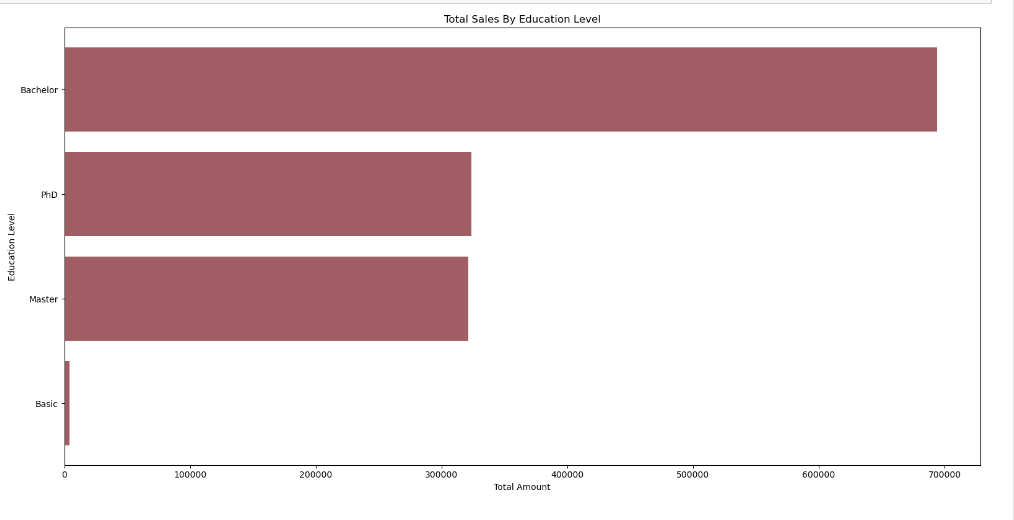 Total Sales By Education Level
Bachelor
PhD
Master
Basic
Education Level
0 100000 200000 300000 400000 500000 600000 700000
Total Amount